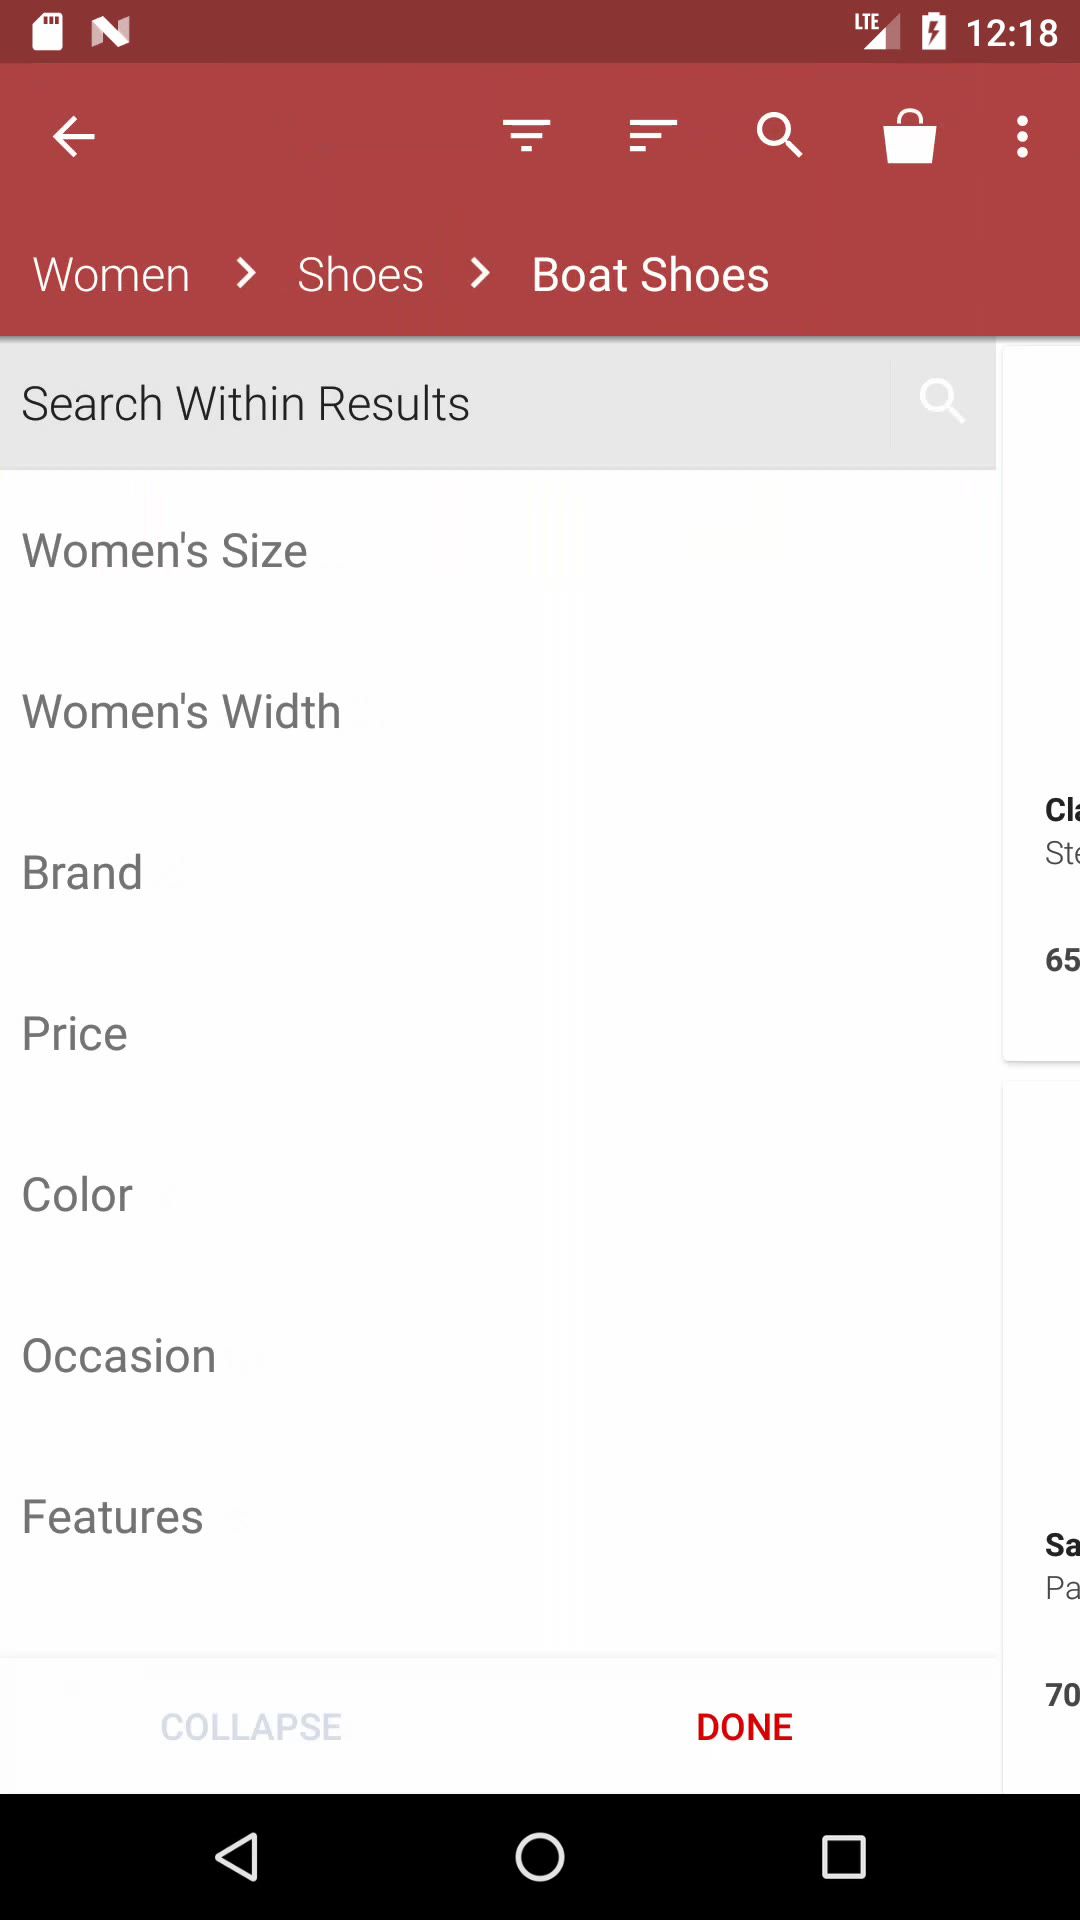 LTE 12:18
Women > Shoes > Boat Shoes
Search Within Results
Women's Size
Women's Width
Brand
Price
Color
Occasion
Features
COLLAPSE DONE
Cla
Ste
65
Sa
Pa
70